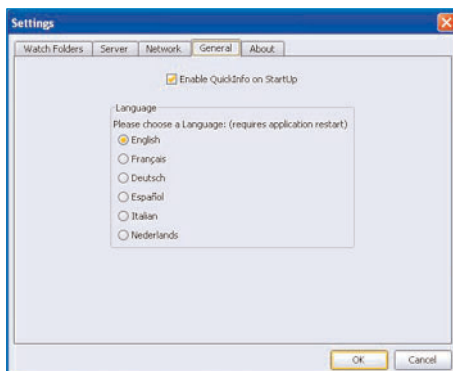 Settings
Watch Folders Server Network General About
Enable QuickInfo on StartUp
Language
Please choose a Language: (requires application restart)
English
Français
Deutsch
Español
Italian
Nederlands
OK Cancel